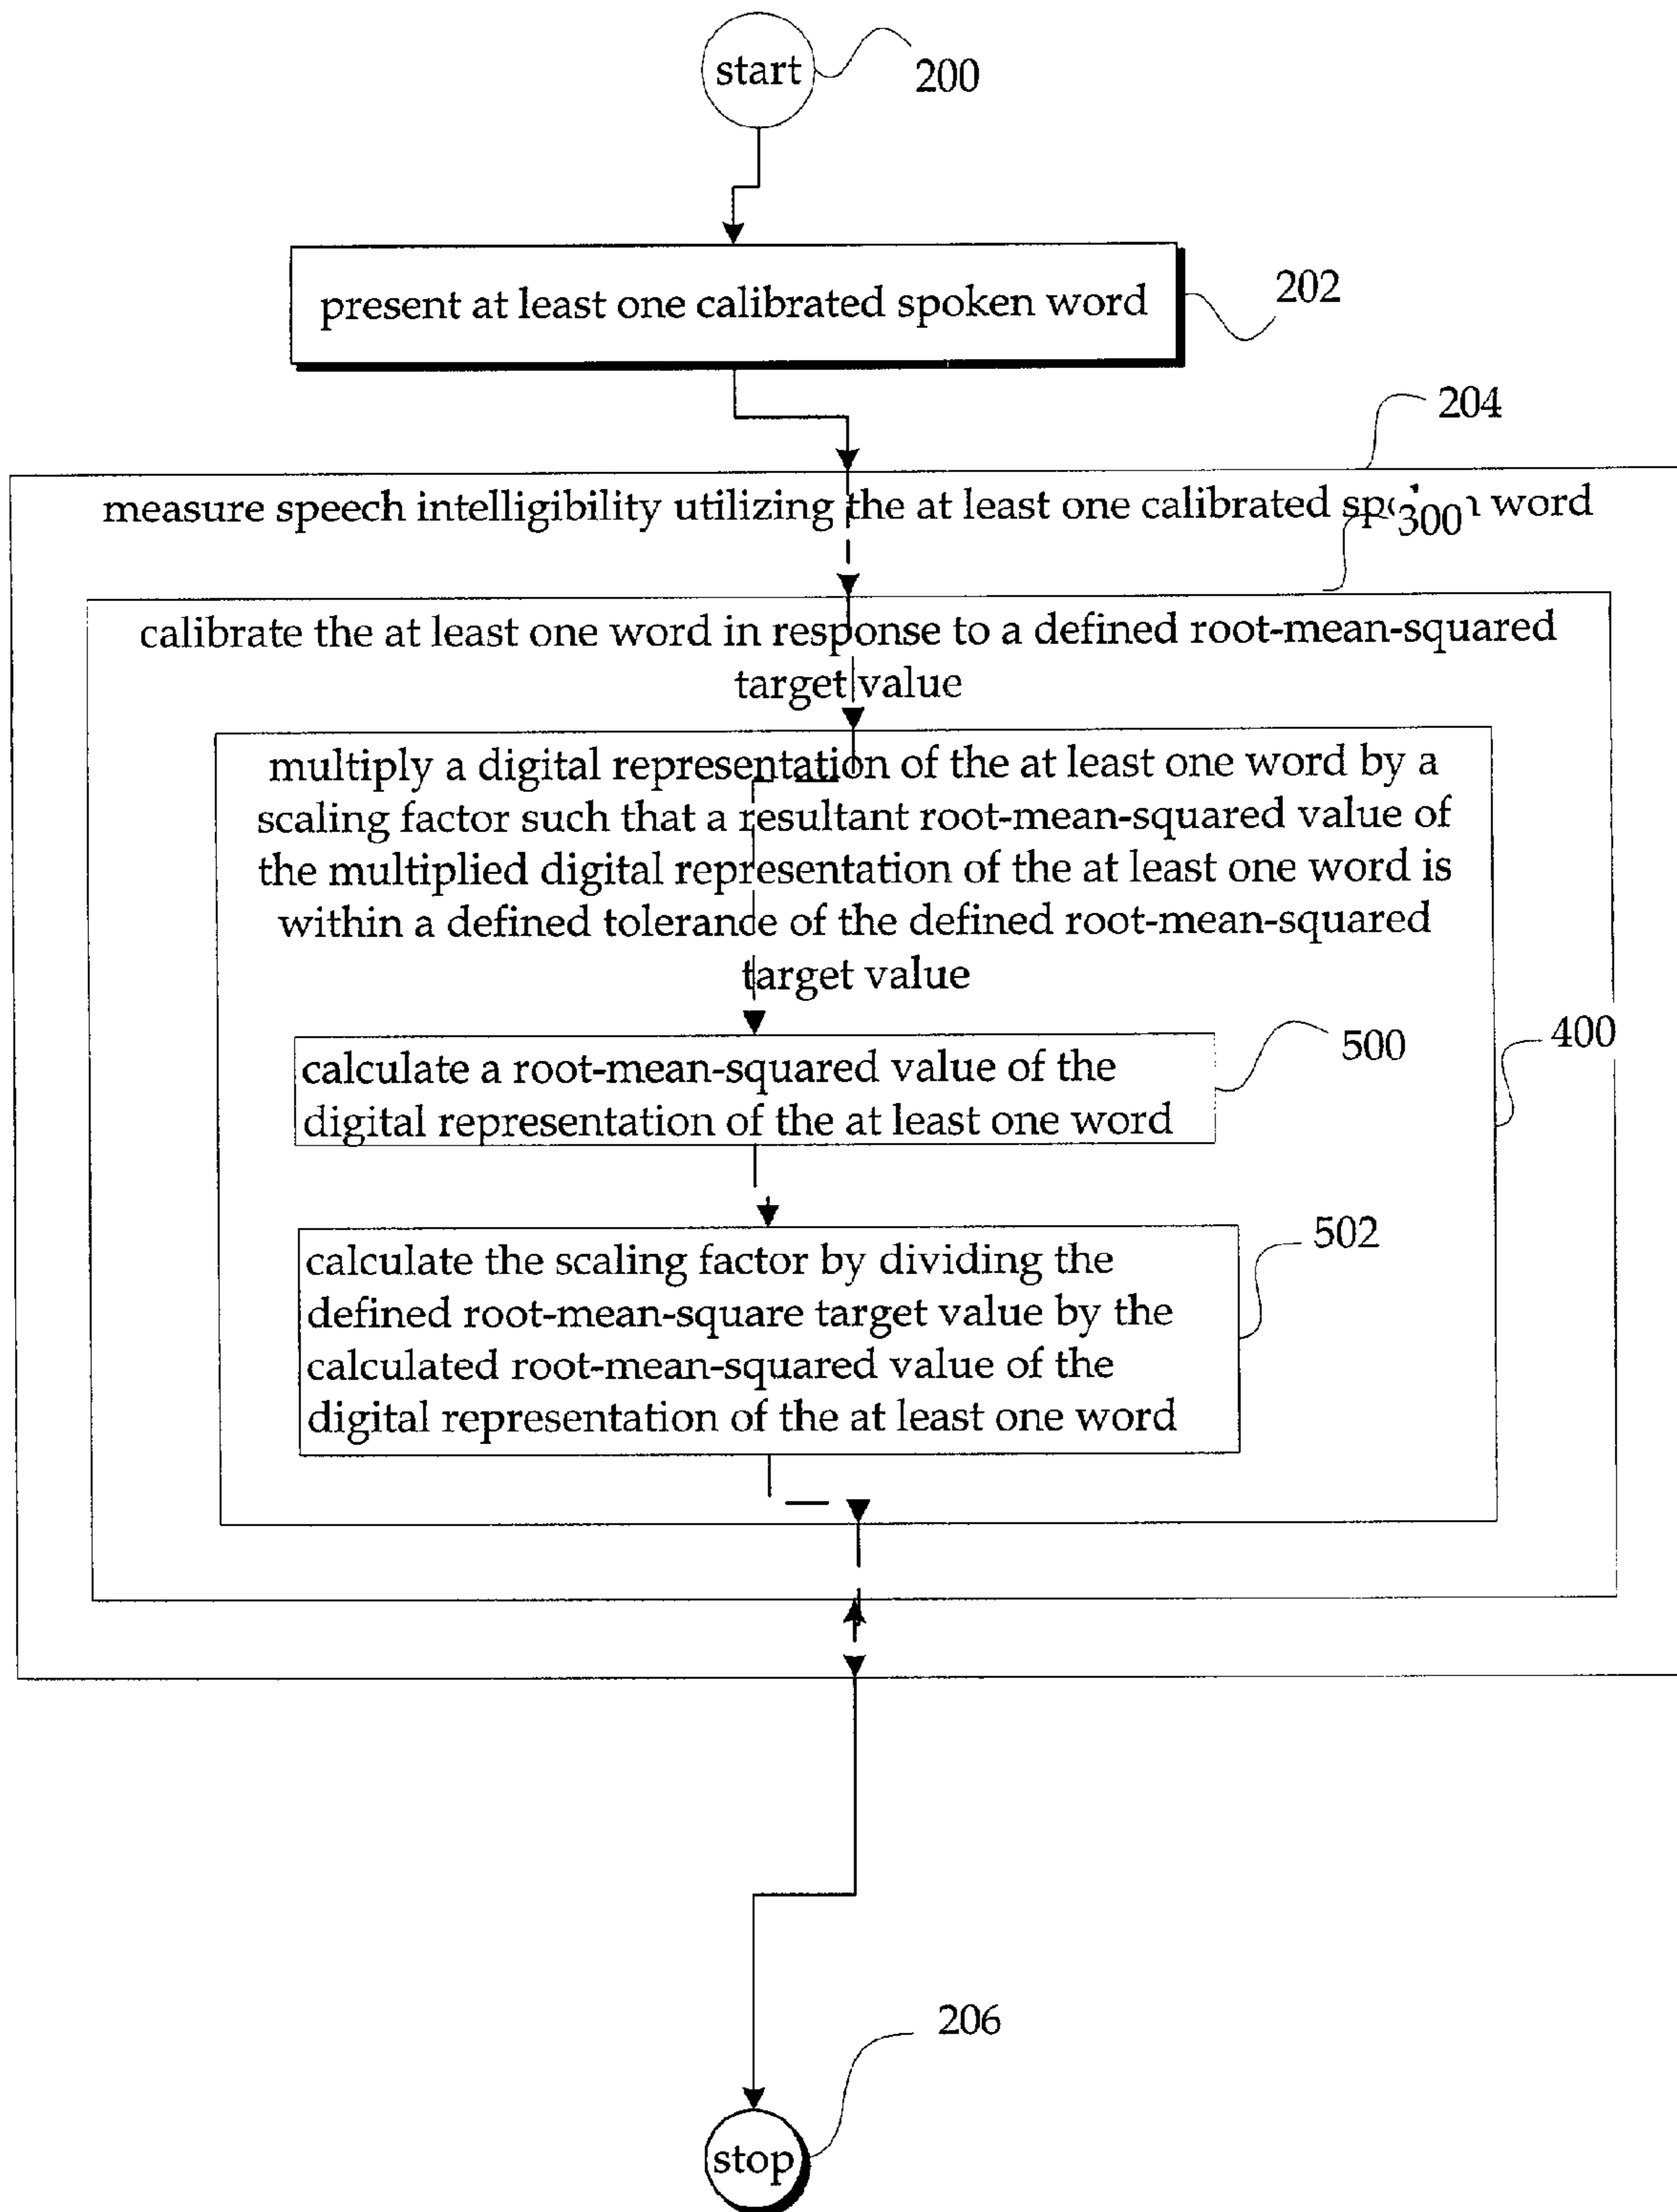 start
200
present at least one calibrated spoken word
202
204
measure speech intelligibility utilizing the at least one calibrated word
300
calibrate the at least one word in response to a defined root-mean-squared
target value
multiply a digital representation of the at least one word by a
scaling factor such that a resultant root-mean-squared value of
the multiplied digital representation of the at least one word is
within a defined tolerance of the defined root-mean-squared
target value
400
calculate a root-mean-squared value of the
digital representation of the at least one word
500
calculate the scaling factor by dividing the
defined root-mean-square target value by the
calculated root-mean-squared value of the
digital representation of the at least one word
502
206
stop